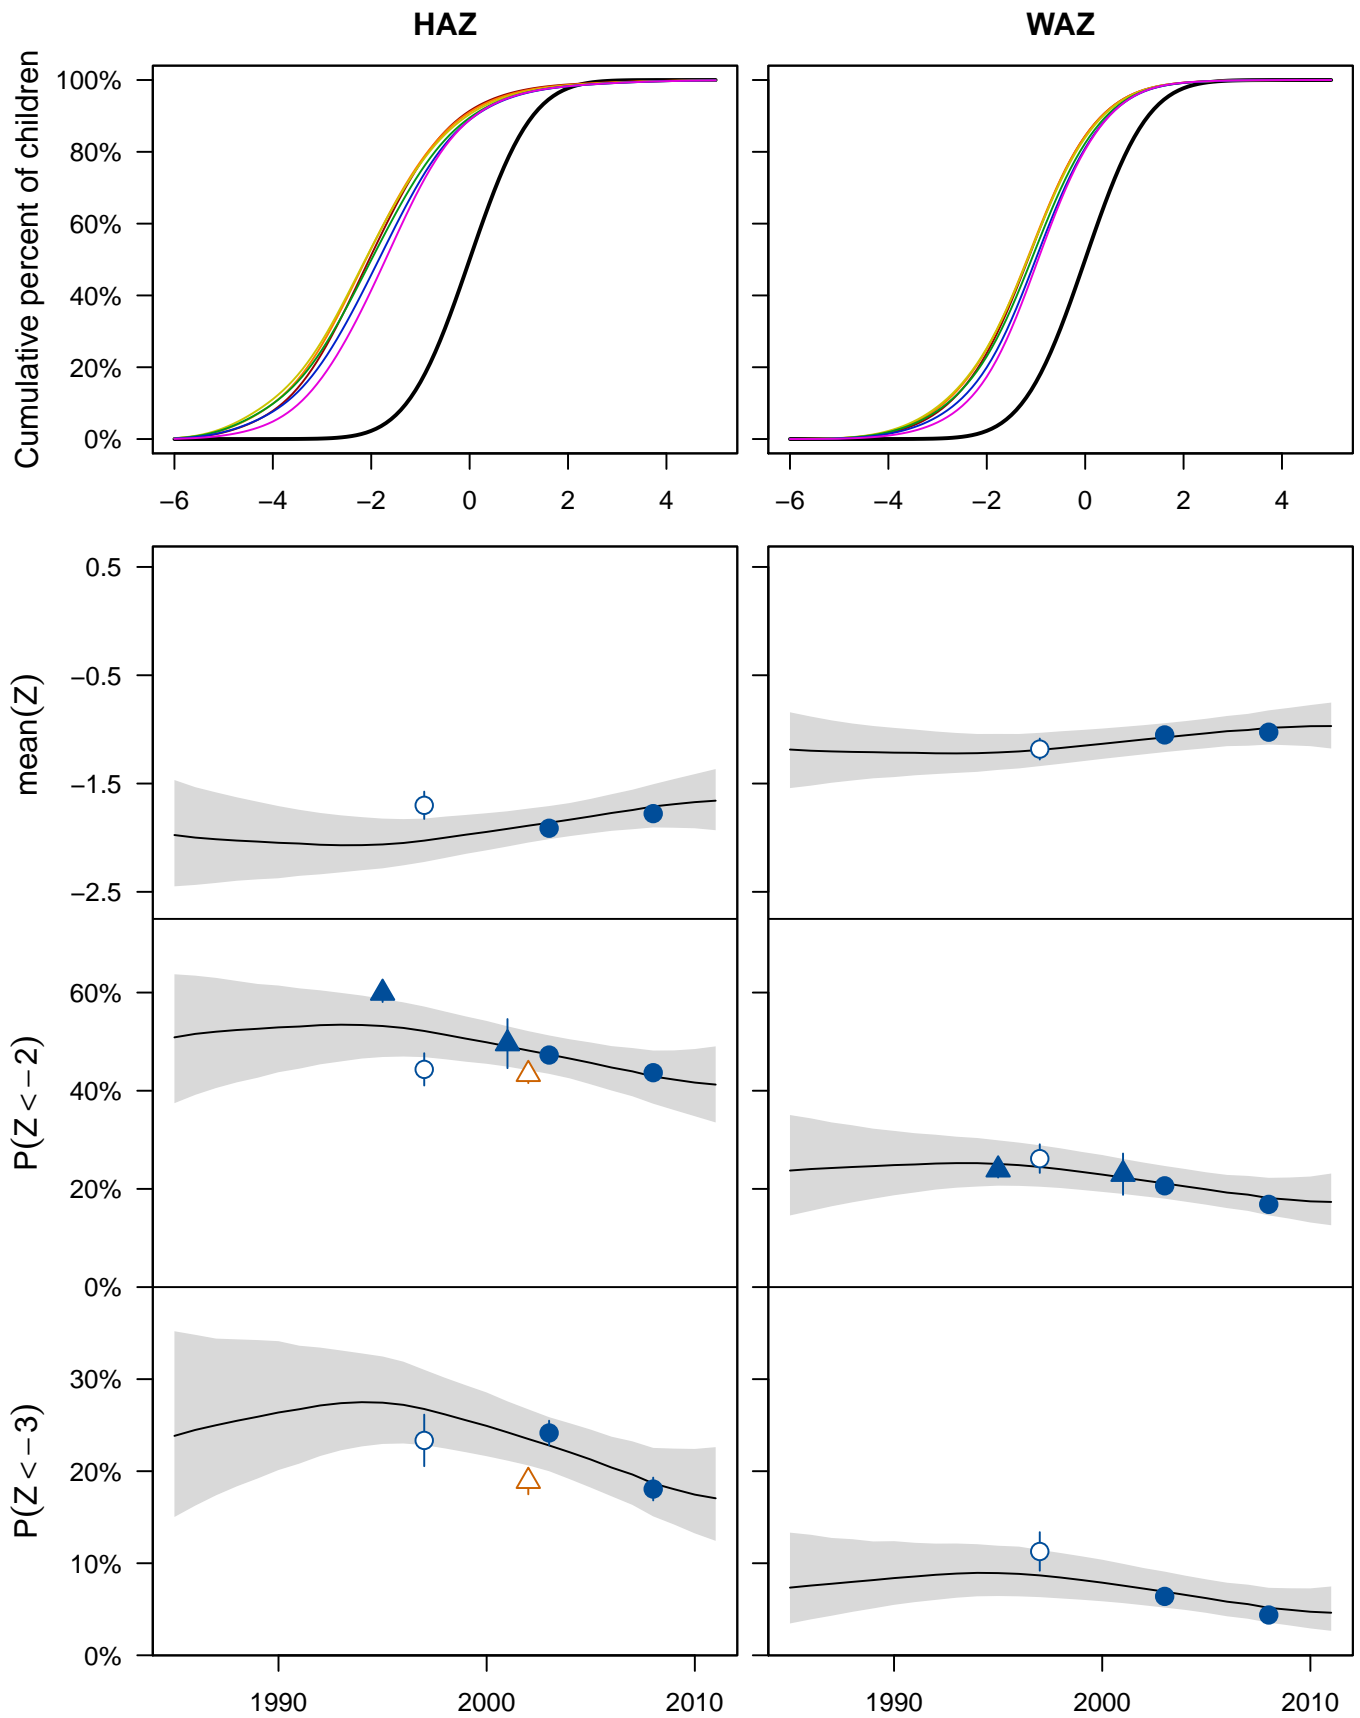 HAZ WAZ
Cumulative percent of children
100%
80%
60%
40%
20%
0%
−6 −4 −2 0 2 4 −6 −4 −2 0 2 4
mean(Z)
0.5
−0.5
−1.5
−2.5
P(Z < −2)
60%
40%
20%
0%
P(Z < −3)
30%
20%
10%
0%
1990 2000 2010 1990 2000 2010